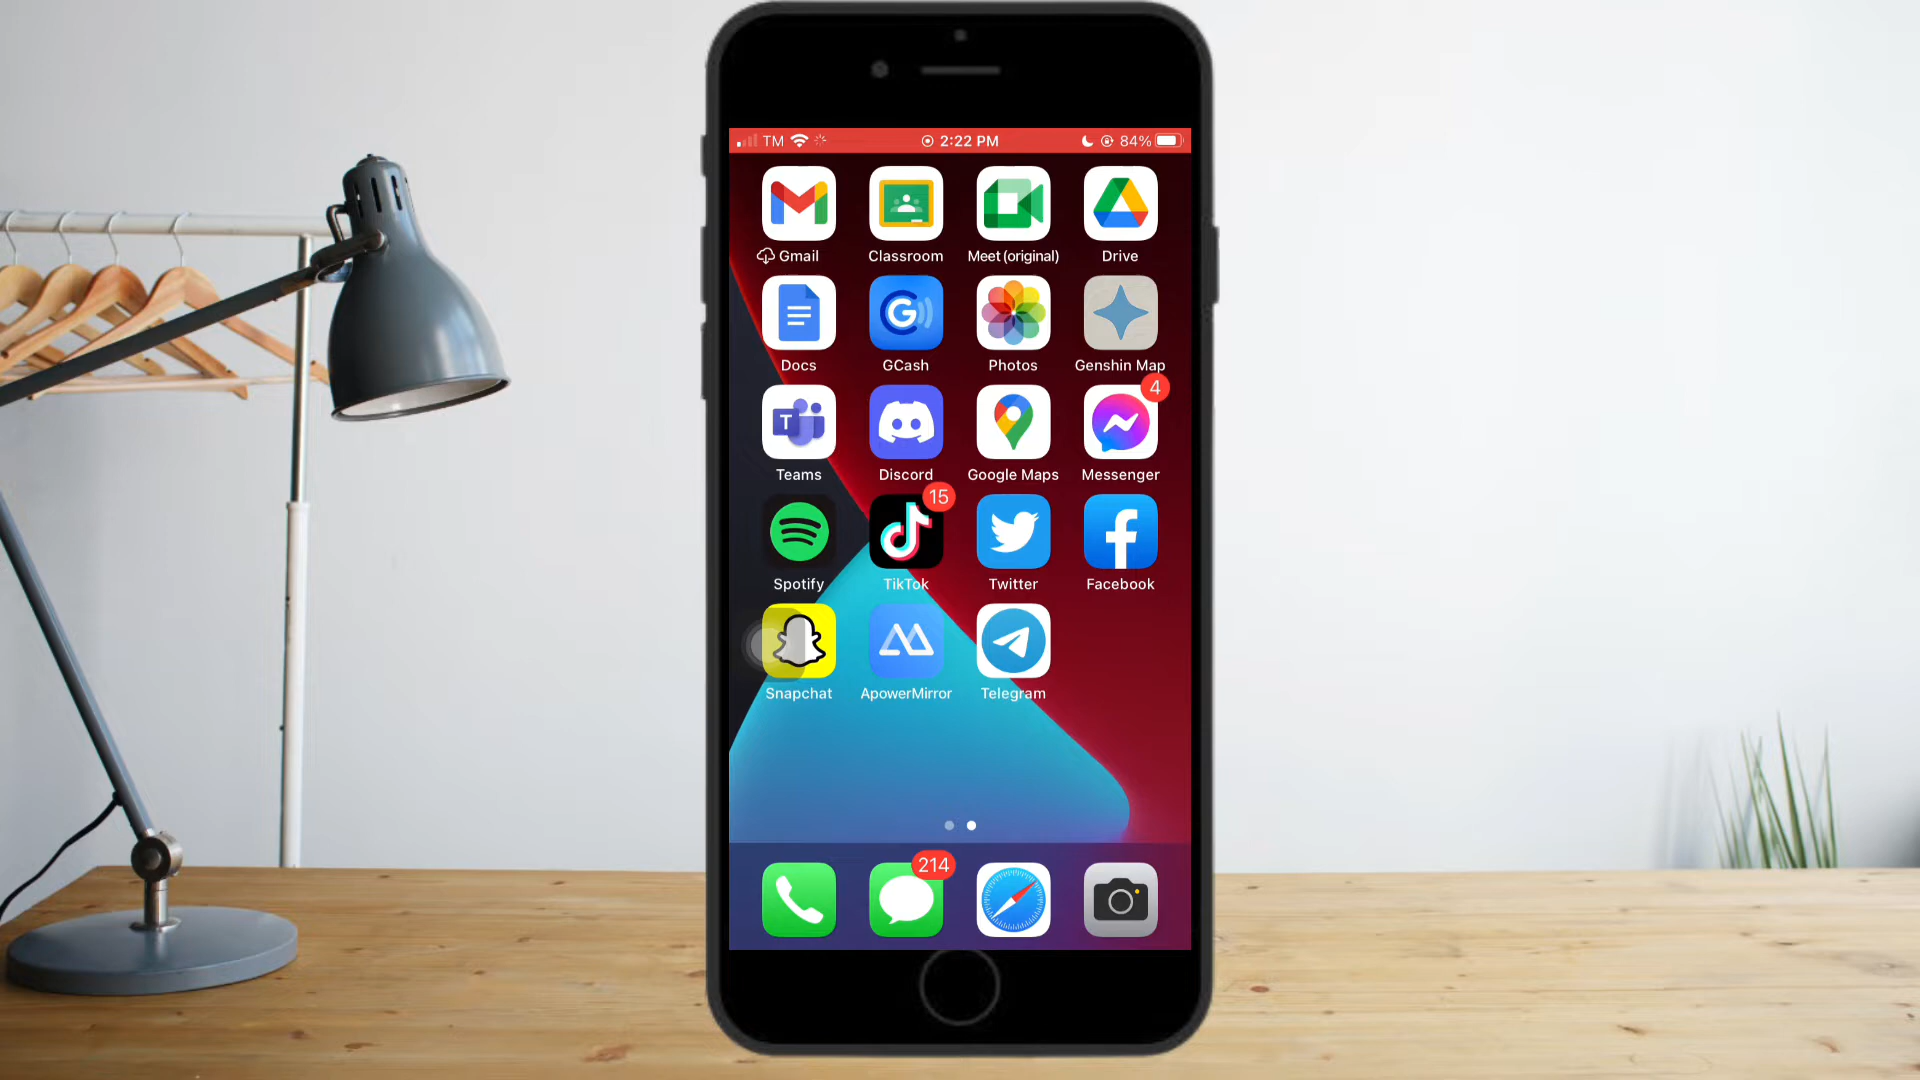 TM 2:22 PM 84%
Gmail Classroom Meet (original) Drive
G
Docs GCash Photos Genshin Map
4
T
Teams Discord Google Maps Messenger
15
Spotify TikTok Twitter Facebook
Snapchat ApowerMirror Telegram
214